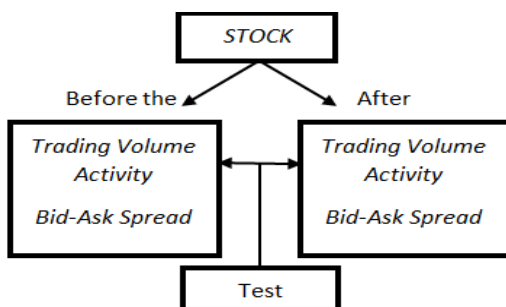 STOCK
Before the
After
Trading Volume
Activity
Bid-Ask Spread
Trading Volume
Activity
Bid-Ask Spread
Test